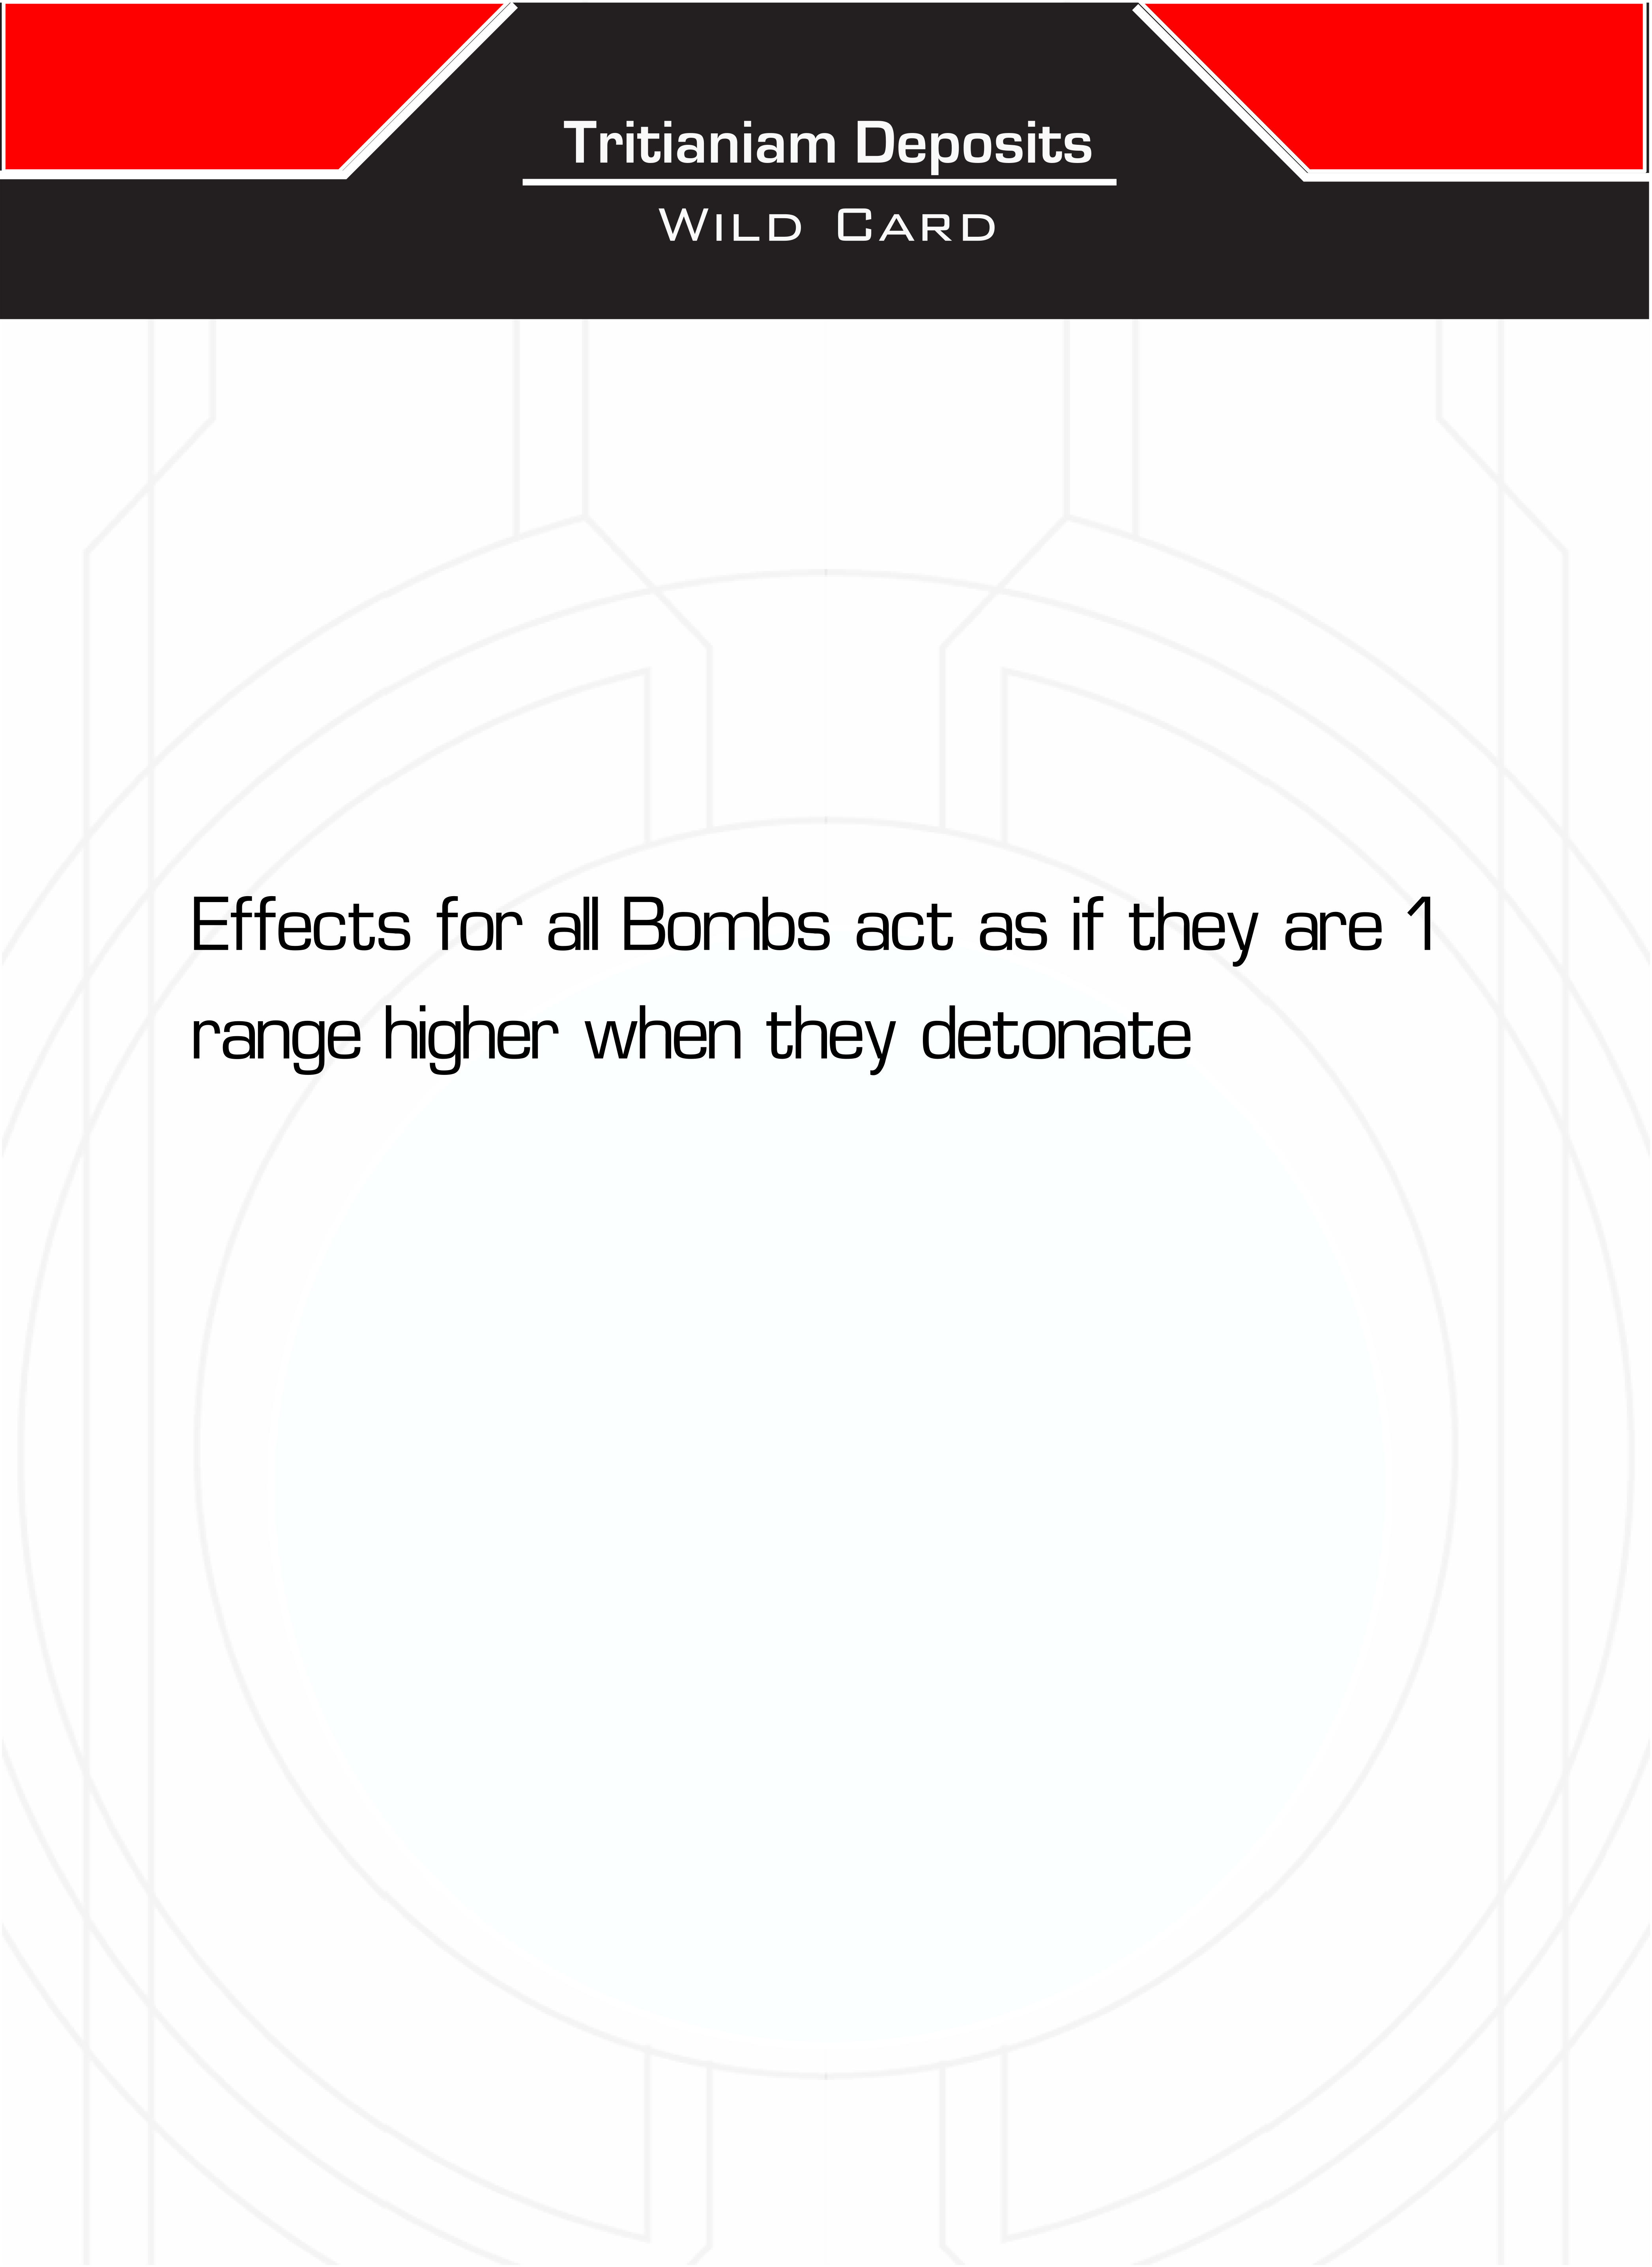 Tritianiam Deposits
Wild Card
Effects for all Bombs act as if they are 1
range higher when they detonate